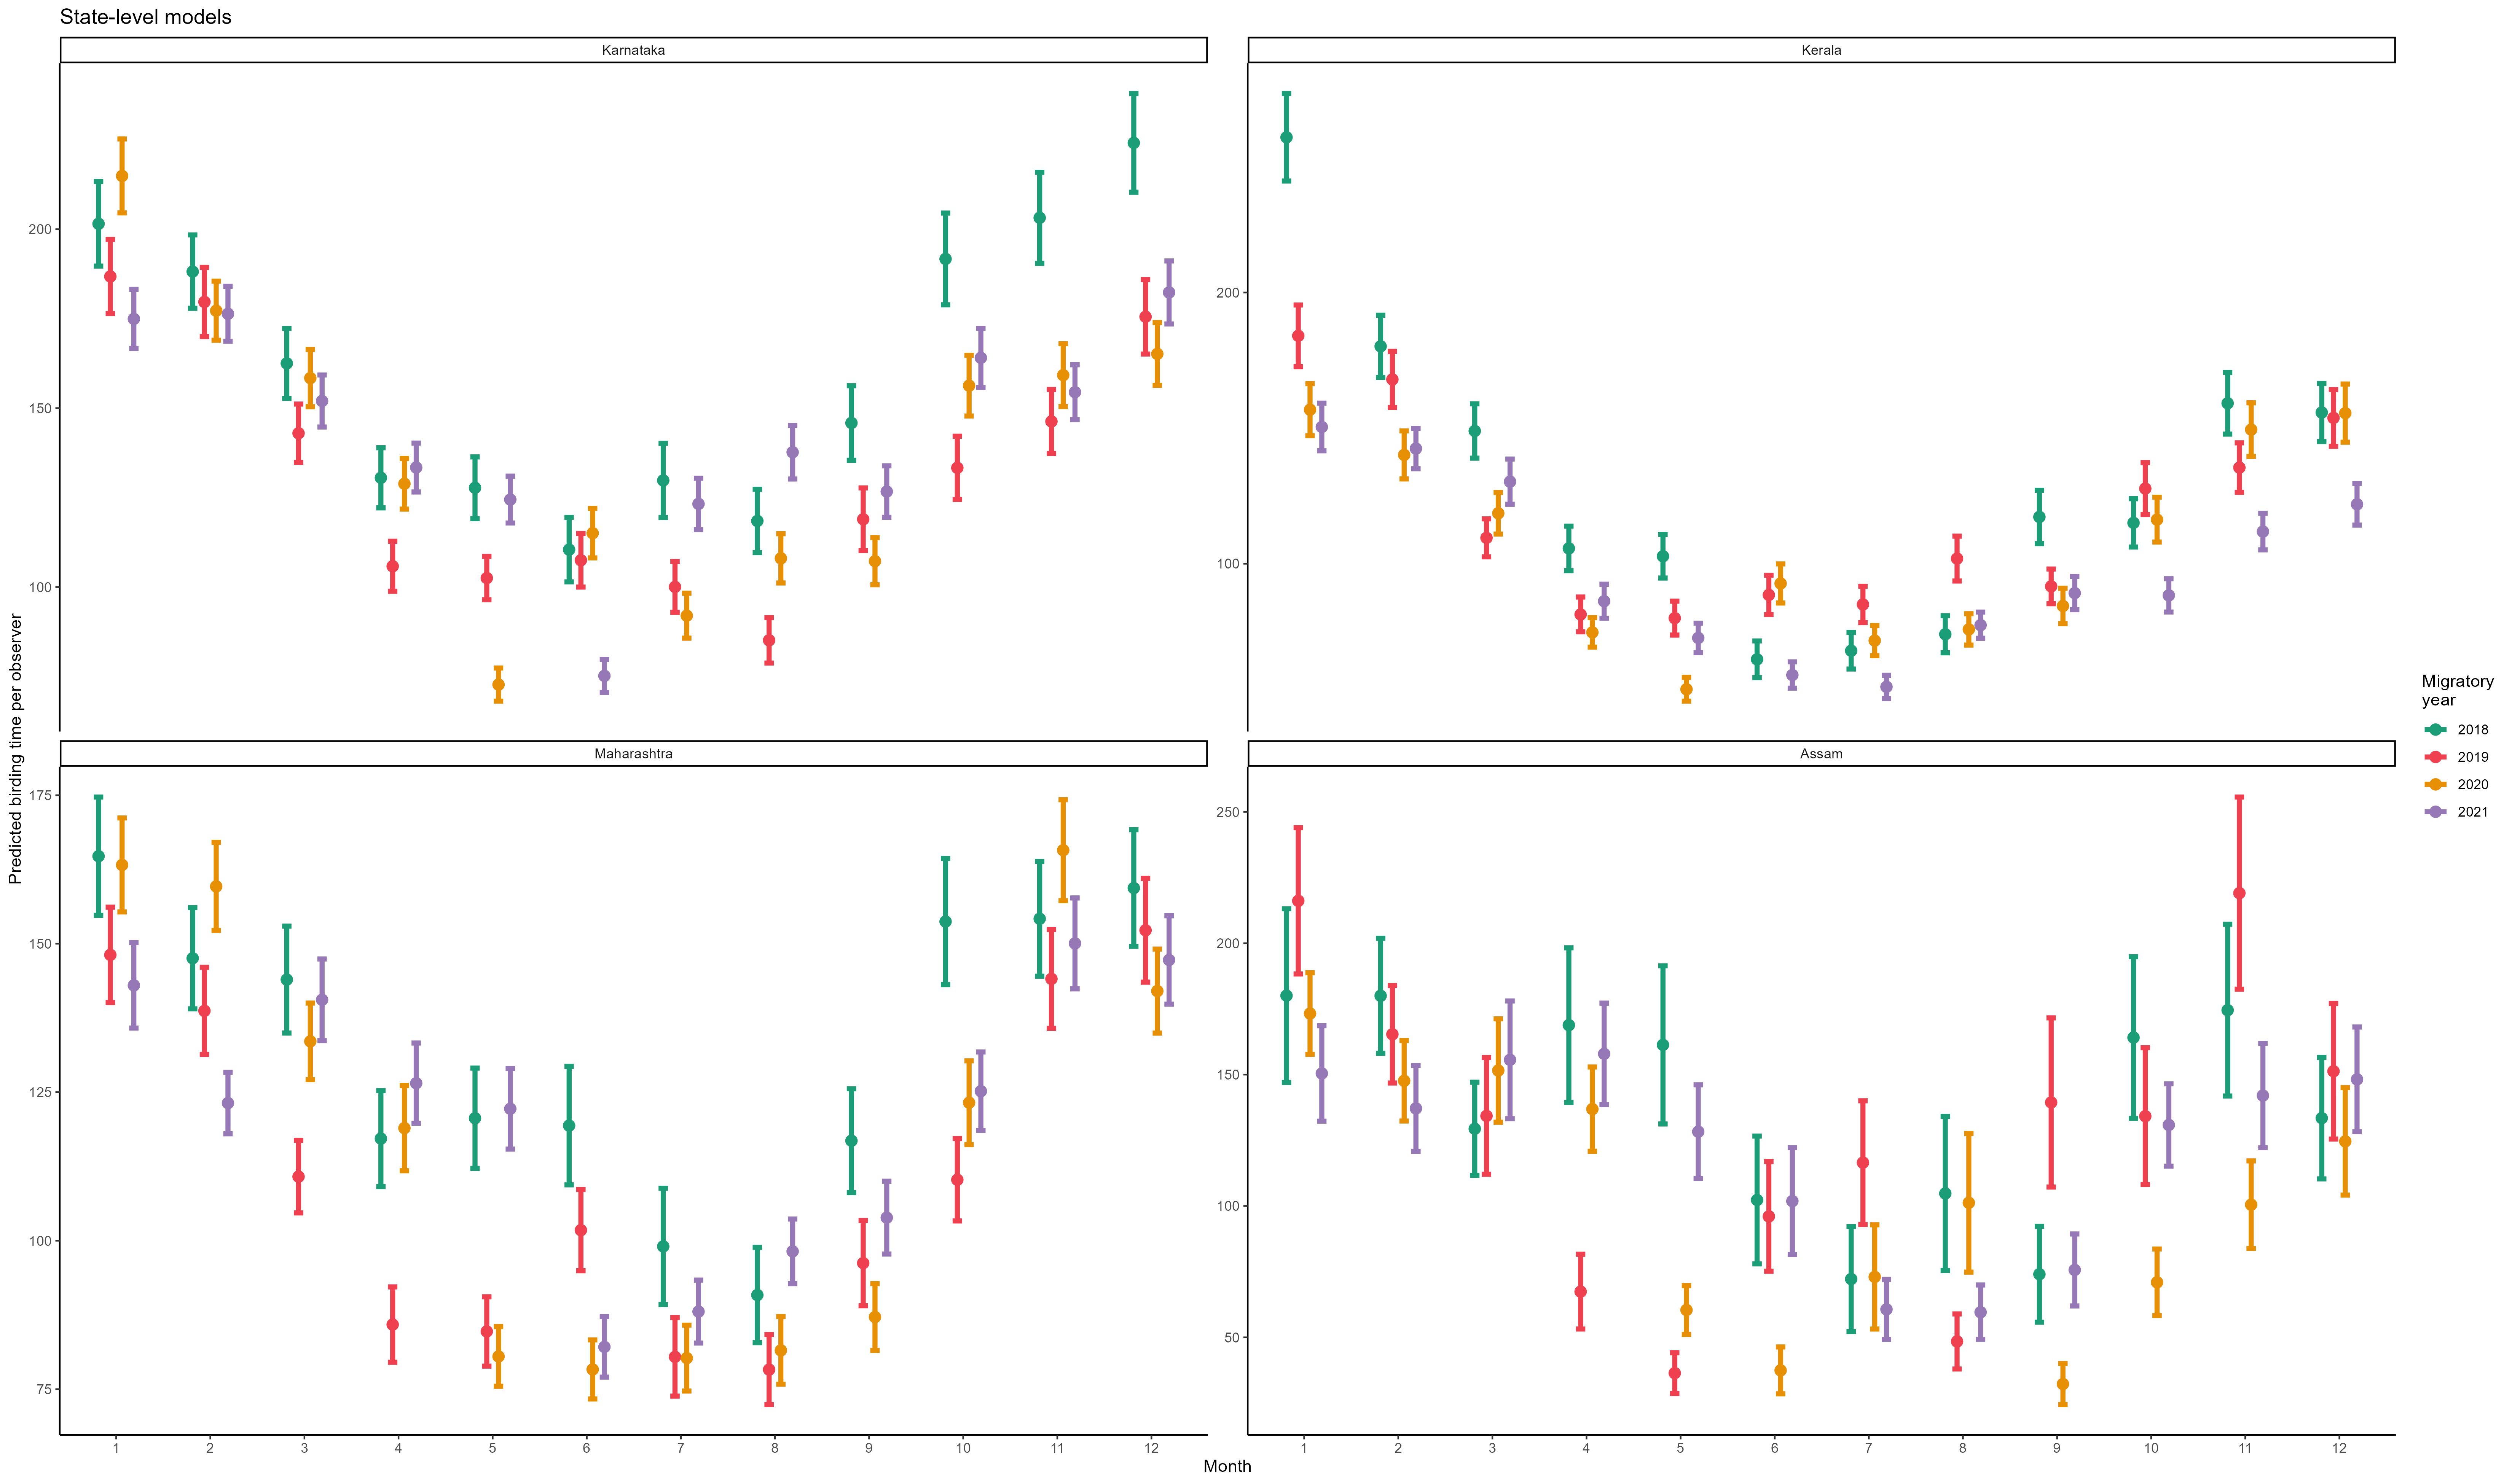 State-level models
Karnataka
Kerala
200
150
100
200
100
Predicted birding time per observer
Maharashtra
Assam
175
150
125
100
75
250
200
150
100
50
1 2 3 4 5 6 7 8 9 10 11 12
1 2 3 4 5 6 7 8 9 10 11 12
Month
Migratory
year
2018
2019
2020
2021